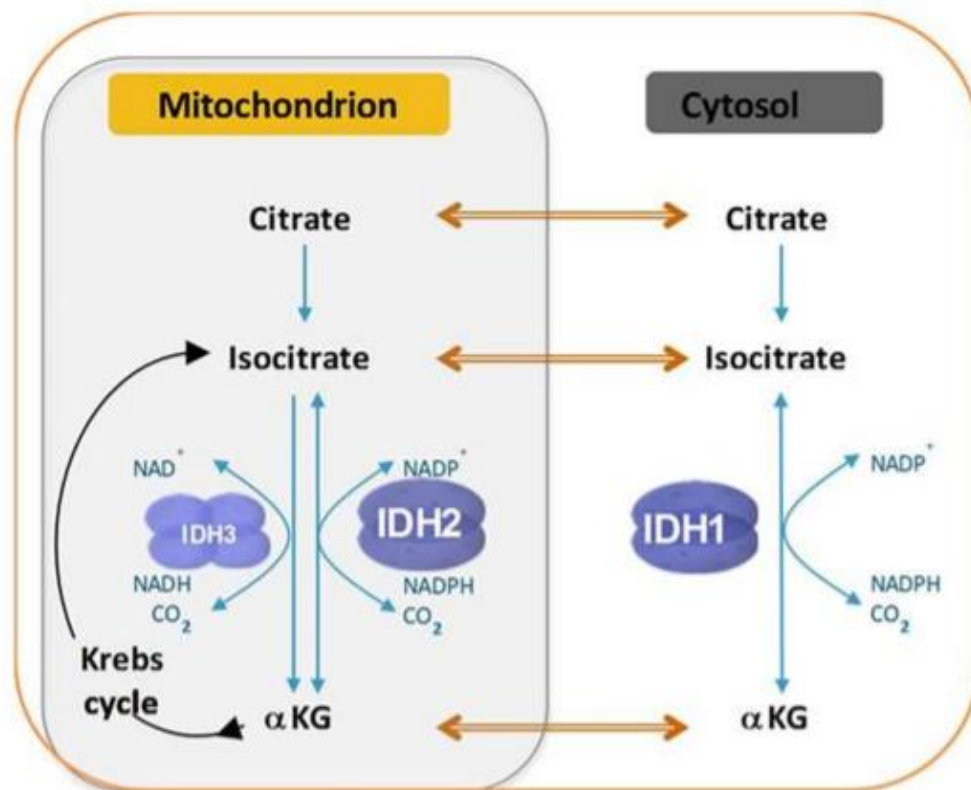 Mitochondrion
Cytosol
Citrate
Citrate
Isocitrate
Isocitrate
NAD+
NADP+
NADP+
IDH3
IDH2
IDH1
NADH
CO2
NADPH
CO2
NADPH
CO2
Krebs
cycle
αKG
αKG